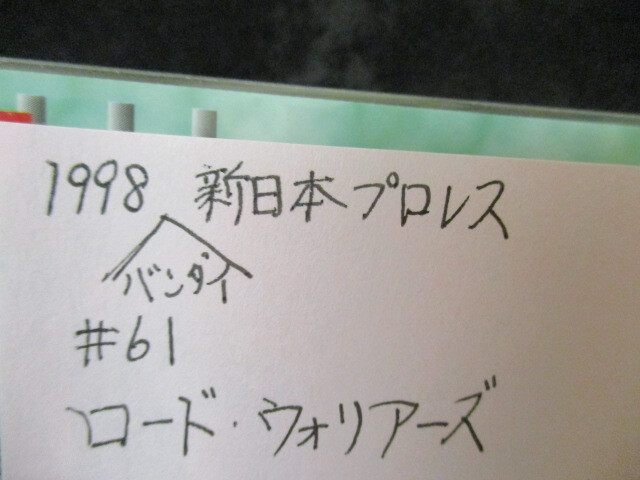 1998 新日本プロレス
バンダイ
#61
ロード・ウォリアーズ